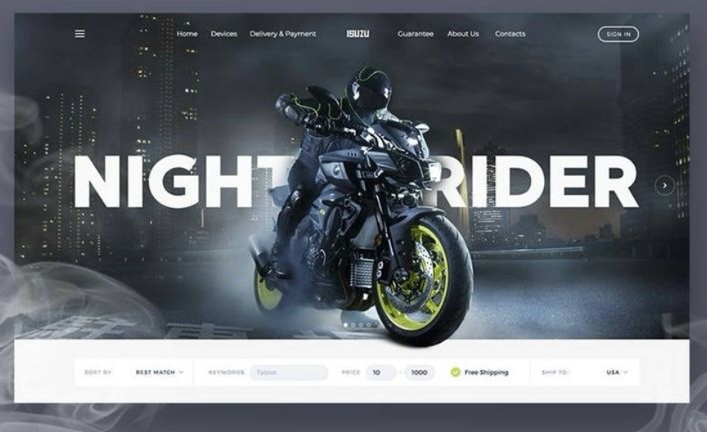 Home Devices Delivery & Payment ISUZU Guarantee About Us Contacts SIGN IN
NIGHT RIDER
SORT BY BEST MATCH KEYWORDS Tablet PRICE 10 - 1000 Free Shipping SHIP TO: USA